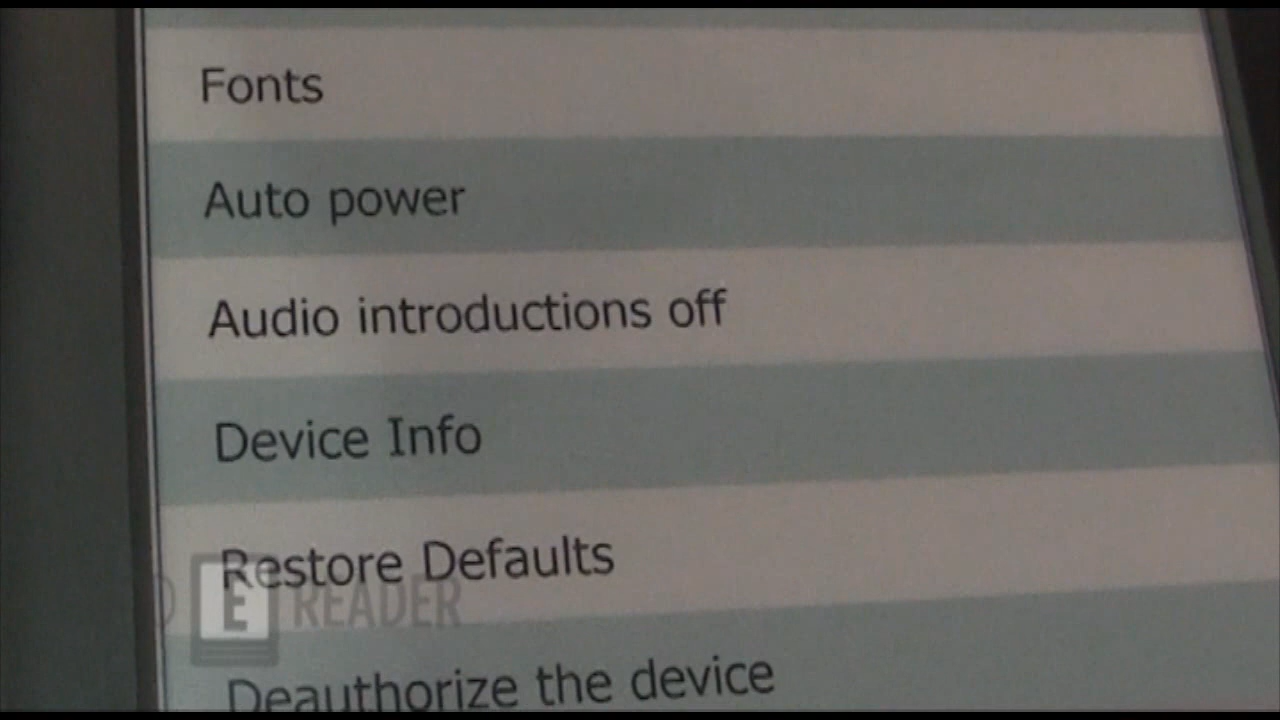 Fonts
Auto power
Audio introductions off
Device Info
Restore Defaults
E READER
Deauthorize the device